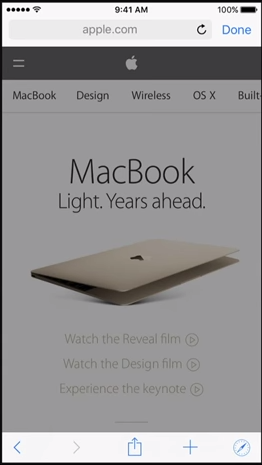 9:41 AM
100%
apple.com
Done
MacBook
Design
Wireless
OS X
Built-
MacBook
Light. Years ahead.
Watch the Reveal film
Watch the Design film
Experience the keynote